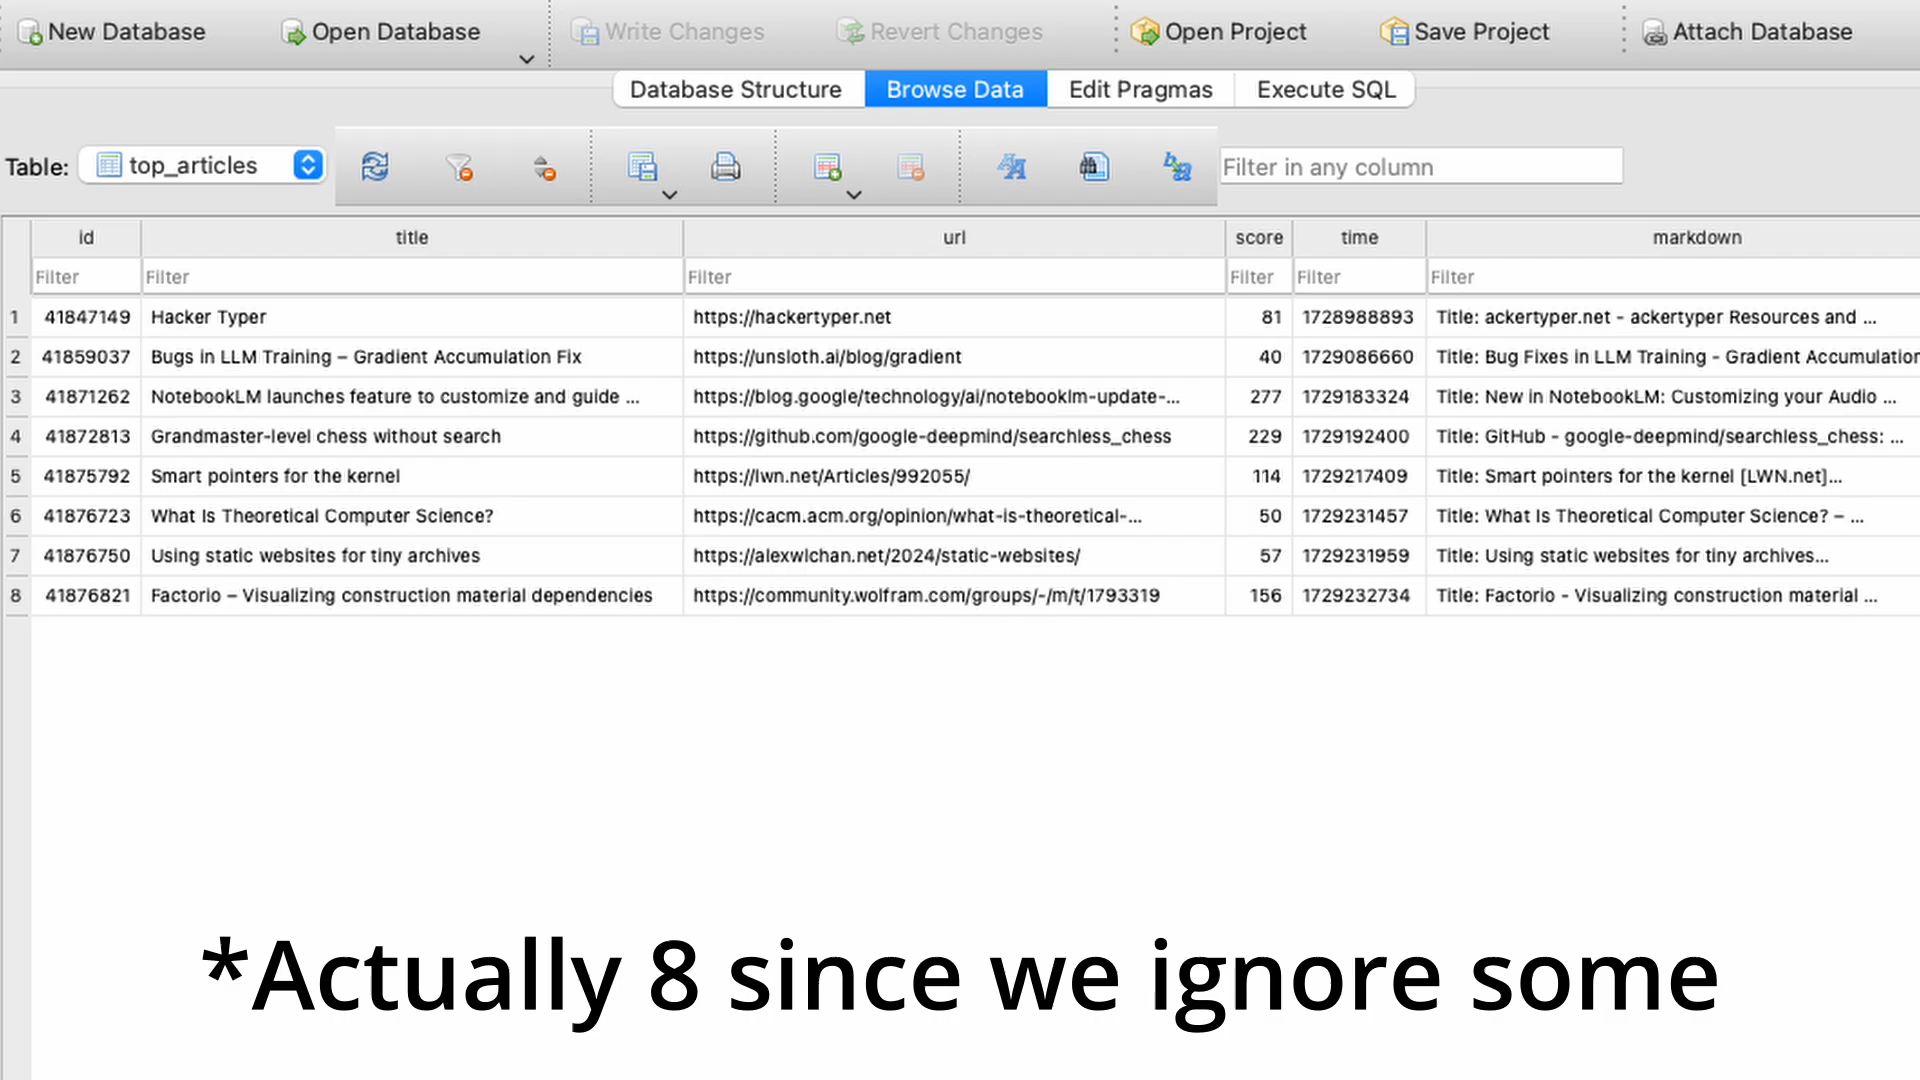 New Database Open Database Write Changes Revert Changes Open Project Save Project Attach Database
Database Structure Browse Data Edit Pragmas Execute SQL
Table: top_articles Filter in any column
id title url score time markdown
Filter Filter Filter Filter Filter Filter
1 41847149 Hacker Typer https://hackertyper.net 81 1728988893 Title: ackertyper.net - ackertyper Resources and ...
2 41859037 Bugs in LLM Training – Gradient Accumulation Fix https://unsloth.ai/blog/gradient 40 1729086660 Title: Bug Fixes in LLM Training - Gradient Accumulation
3 41871262 NotebookLM launches feature to customize and guide ... https://blog.google/technology/ai/notebooklm-update-... 277 1729183324 Title: New in NotebookLM: Customizing your Audio ...
4 41872813 Grandmaster-level chess without search https://github.com/google-deepmind/searchless_chess 229 1729192400 Title: GitHub - google-deepmind/searchless_chess: ...
5 41875792 Smart pointers for the kernel https://lwn.net/Articles/992055/ 114 1729217409 Title: Smart pointers for the kernel [LWN.net]...
6 41876723 What Is Theoretical Computer Science? https://cacm.acm.org/opinion/what-is-theoretical-... 50 1729231457 Title: What Is Theoretical Computer Science? – ...
7 41876750 Using static websites for tiny archives https://alexwlchan.net/2024/static-websites/ 57 1729231959 Title: Using static websites for tiny archives...
8 41876821 Factorio – Visualizing construction material dependencies https://community.wolfram.com/groups/-/m/t/1793319 156 1729232734 Title: Factorio - Visualizing construction material ...
*Actually 8 since we ignore some